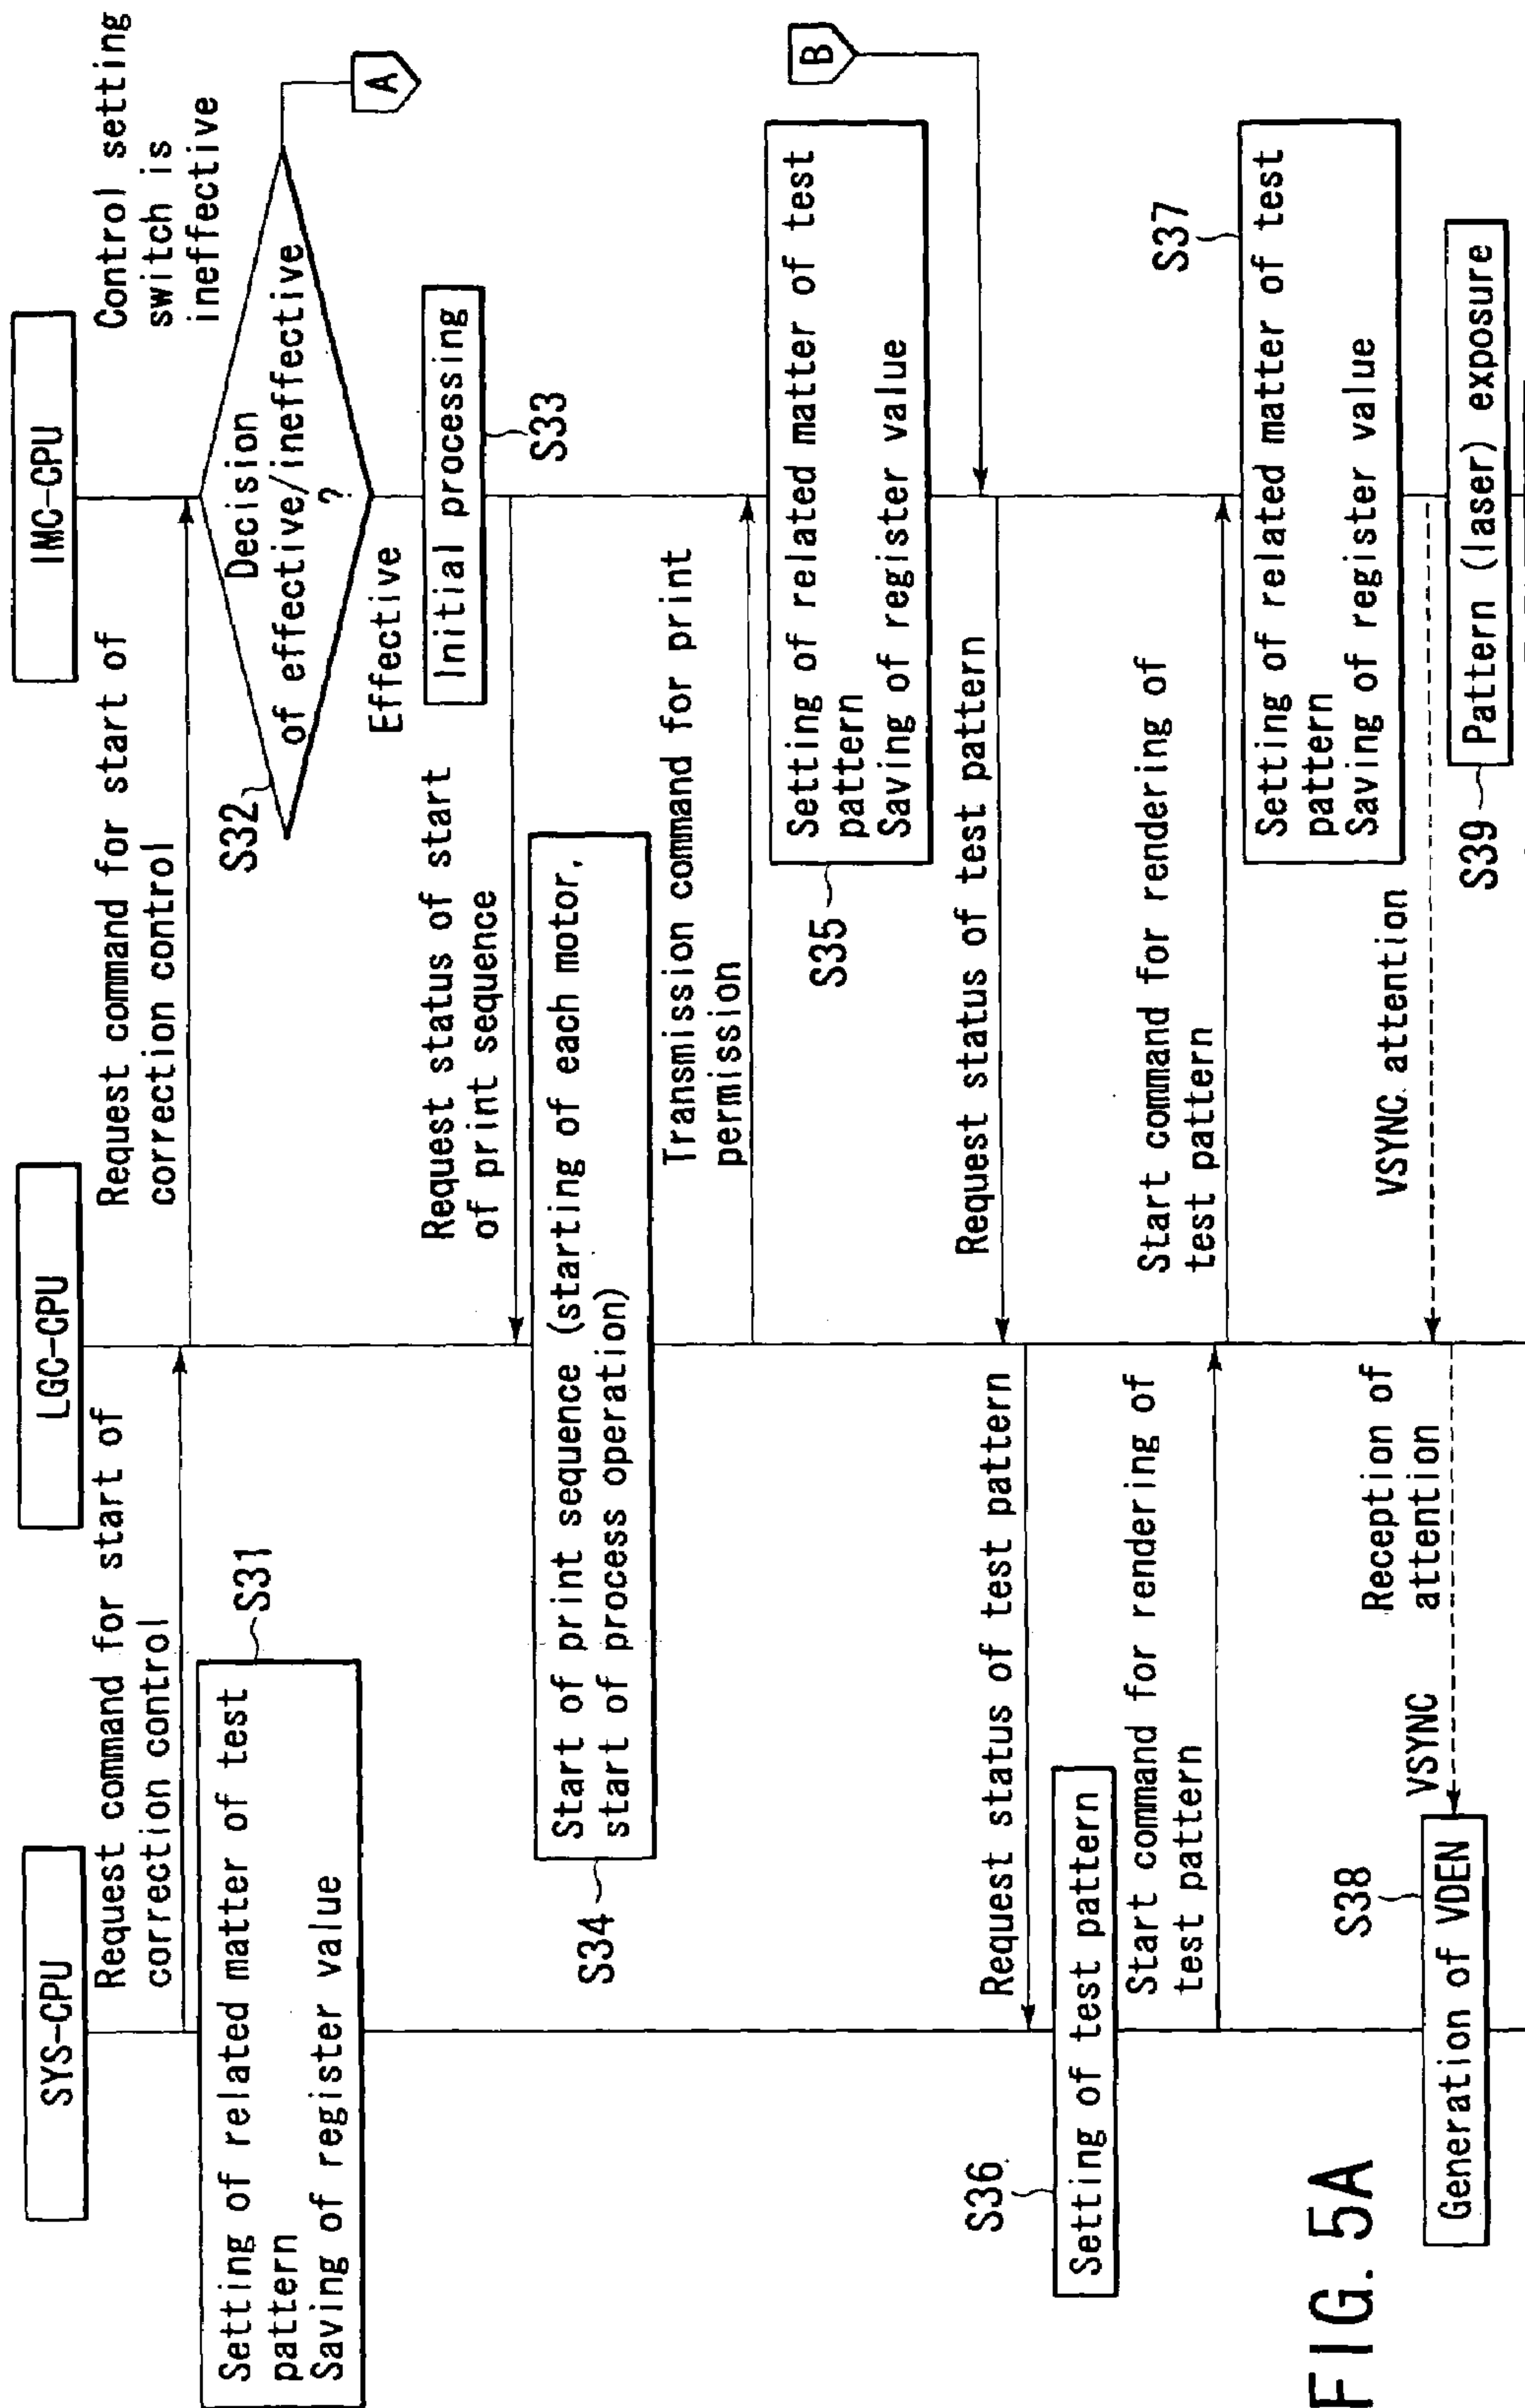 SYS-CPU
LGC-CPU
IMC-CPU
Request command for start of
correction control
Request command for start of
correction control
Control setting
switch is
ineffective
Setting of related matter of test
pattern
Saving of register value
S31
S32
Decision
of effective/ineffective
?
A
Effective
Initial processing
S33
Request status of start
of print sequence
Start of print sequence (starting of each motor,
start of process operation)
S34
Transmission command for print
permission
Setting of related matter of test
pattern
Saving of register value
S35
B
Request status of test pattern
Request status of test pattern
S36
Setting of test pattern
Start command for rendering of
test pattern
Start command for rendering of
test pattern
S37
Setting of related matter of test
pattern
Saving of register value
VSYNC attention
Reception of
attention
VSYNC
S38
Generation of VDEN
S39
Pattern (laser) exposure
FIG. 5A